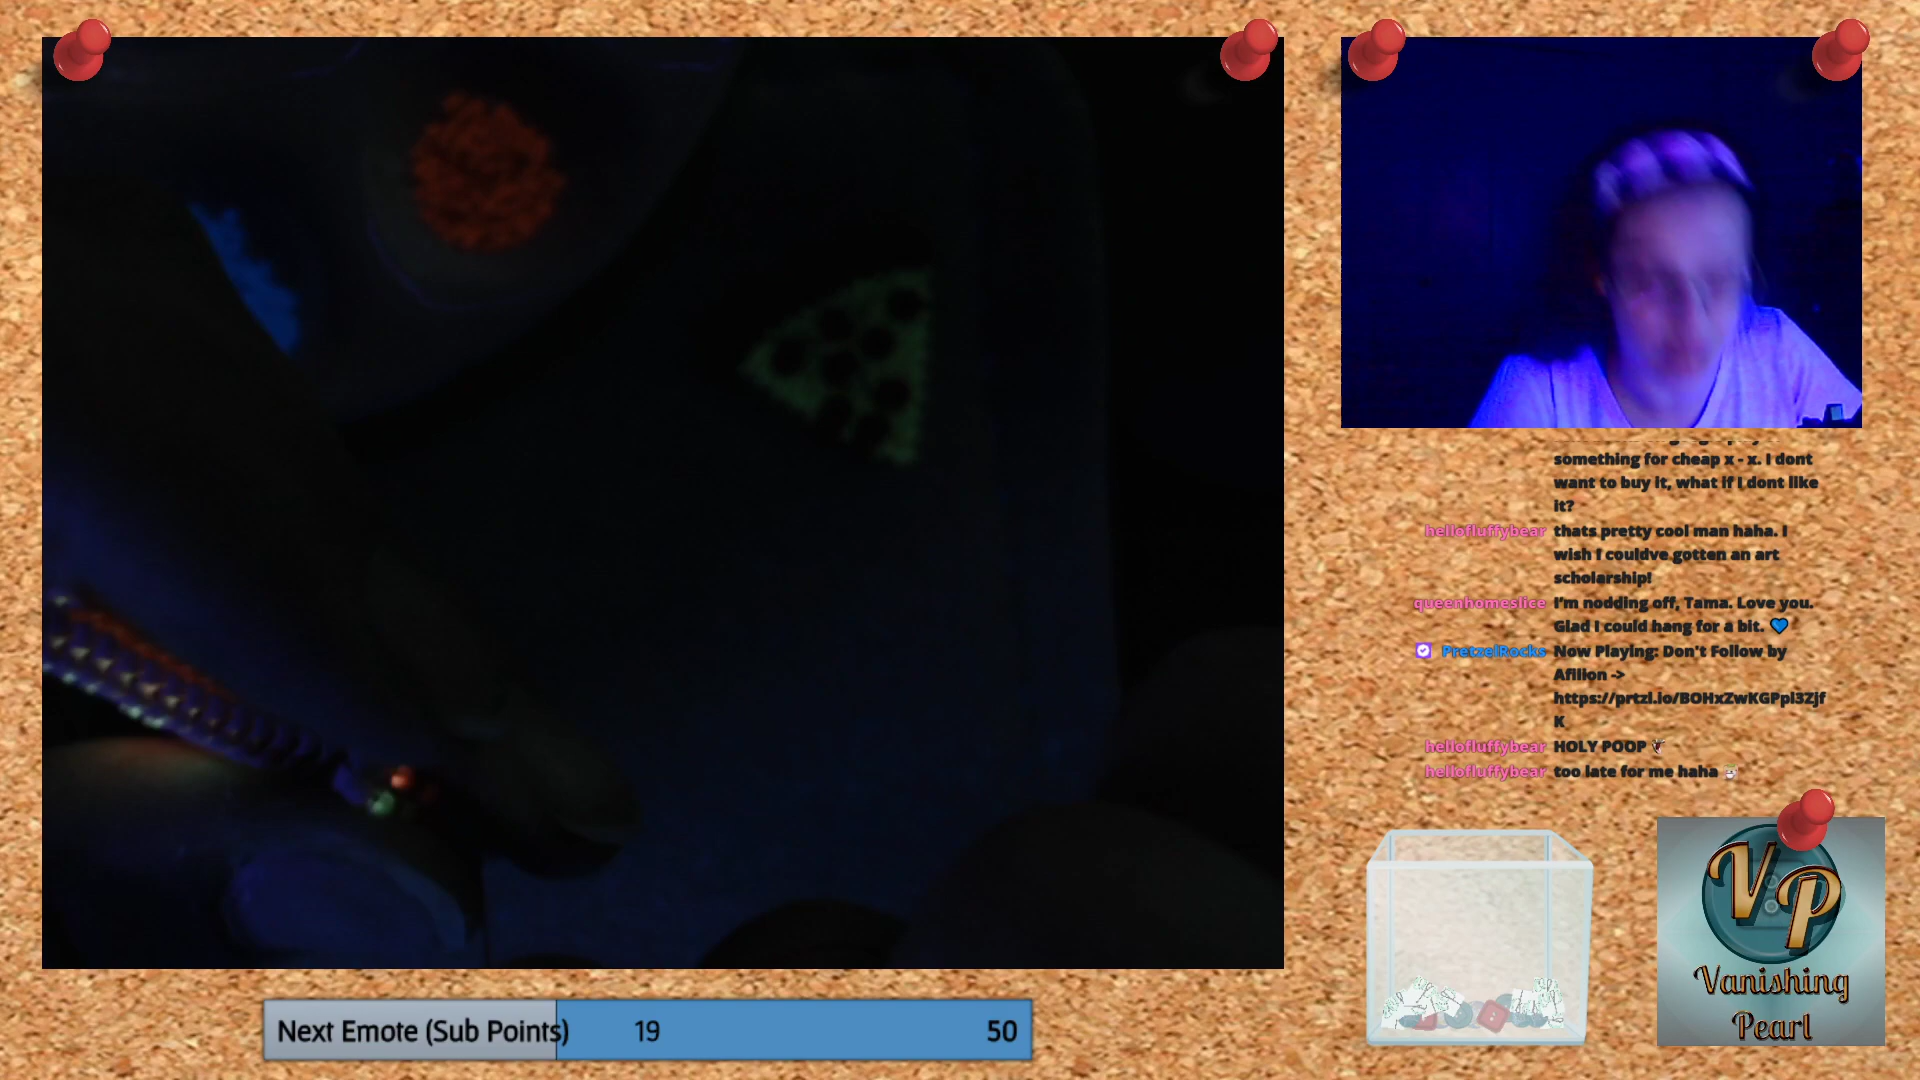 something for cheap x - x. I dont
want to buy it, what if I dont like
it?
hellofluffybear thats pretty cool man haha. I
wish I couldve gotten an art
scholarship!
queenhomeslice I'm nodding off, Tama. Love you.
Glad I could hang for a bit. 💙
PretzelRocks Now Playing: Don't Follow by
Afilion ->
https://prtzl.io/BOHxZwKGPpl3Zjf
K
hellofluffybear HOLY POOP
hellofluffybear too late for me haha
VP
Vanishing
Pearl
Next Emote (Sub Points) 19 50